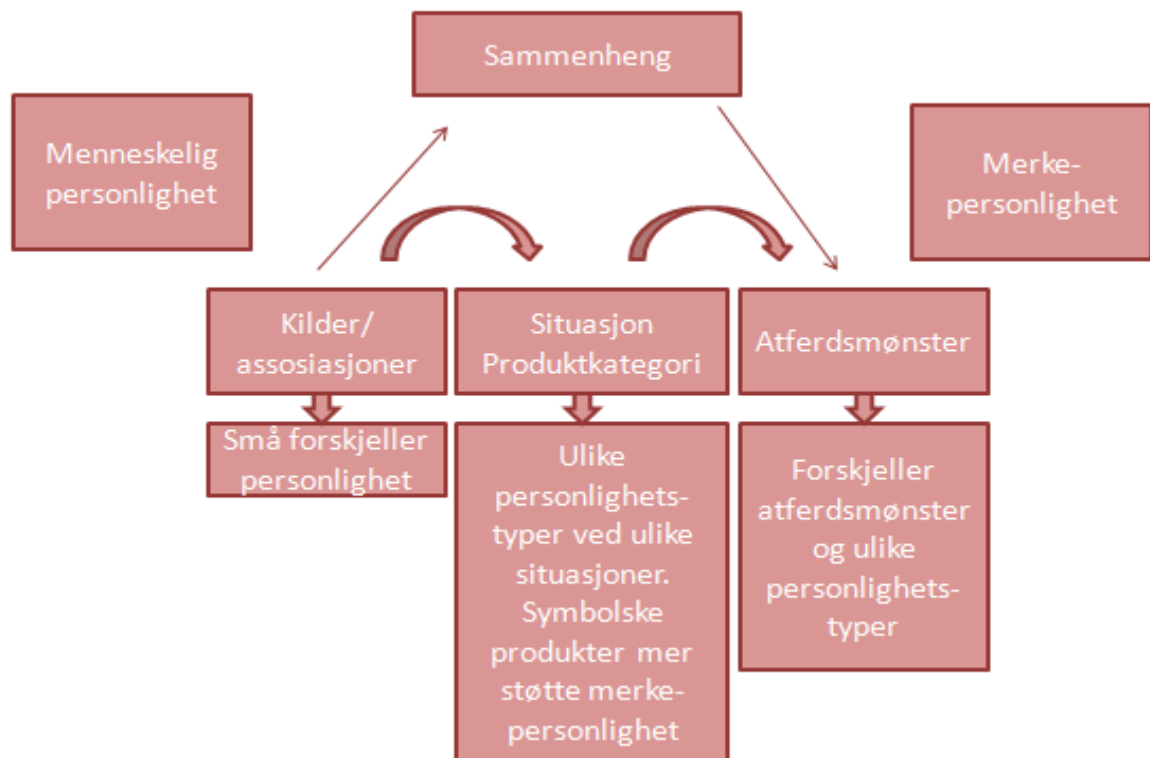 Sammenheng
Menneskelig
personlighet
Merke-
personlighet
Kilder/
assosiasjoner
Situasjon
Produktkategori
Atferdsmønster
Små forskjeller
personlighet
Ulike
personlighets-
typer ved ulike
situasjoner.
Symbolske
produkter mer
støtte merke-
personlighet
Forskjeller
atferdsmønster
og ulike
personlighets-
typer